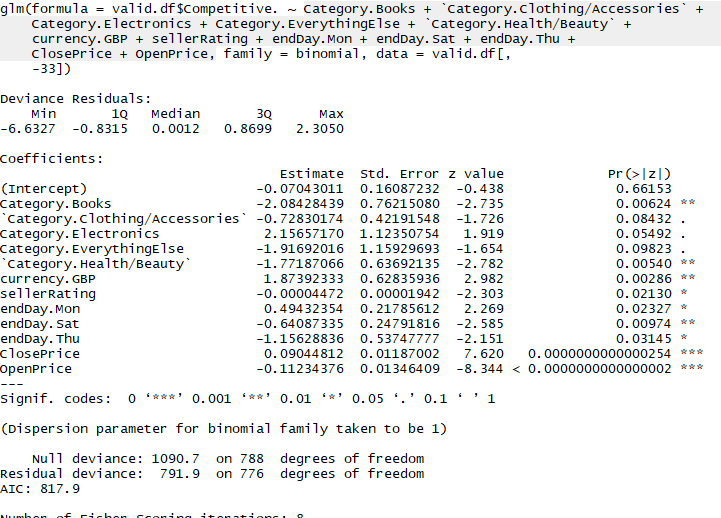 glm(formula = valid.df$Competitive. ~ Category.Books + `Category.Clothing/Accessories` +
Category.Electronics + Category.EverythingElse + `Category.Health/Beauty` +
currency.GBP + sellerRating + endDay.Mon + endDay.Sat + endDay.Thu +
ClosePrice + OpenPrice, family = binomial, data = valid.df[,
-33])
Deviance Residuals:
Min 1Q Median 3Q Max
-6.6327 -0.8315 0.0012 0.8699 2.3050
Coefficients:
Estimate Std. Error z value Pr(>|z|)
(Intercept) -0.07043011 0.16087232 -0.438 0.66153
Category.Books -2.08428439 0.76215080 -2.735 0.00624 **
`Category.Clothing/Accessories` -0.72830174 0.42191548 -1.726 0.08432 .
Category.Electronics 2.15657170 1.12350754 1.919 0.05492 .
Category.EverythingElse -1.91692016 1.15929693 -1.654 0.09823 .
`Category.Health/Beauty` -1.77187066 0.63692135 -2.782 0.00540 **
currency.GBP 1.87392333 0.62835936 2.982 0.00286 **
sellerRating -0.00004472 0.00001942 -2.303 0.02130 *
endDay.Mon 0.49432354 0.21785612 2.269 0.02327 *
endDay.Sat -0.64087335 0.24791816 -2.585 0.00974 **
endDay.Thu -1.15628836 0.53747777 -2.151 0.03145 *
ClosePrice 0.09044812 0.01187002 7.620 0.0000000000000254 ***
OpenPrice -0.11234376 0.01346409 -8.344 < 0.0000000000000002 ***
---
Signif. codes: 0 ‘***’ 0.001 ‘**’ 0.01 ‘*’ 0.05 ‘.’ 0.1 ‘ ’ 1
(Dispersion parameter for binomial family taken to be 1)
Null deviance: 1090.7 on 788 degrees of freedom
Residual deviance: 791.9 on 776 degrees of freedom
AIC: 817.9
Number of Fisher Scoring iterations: 8